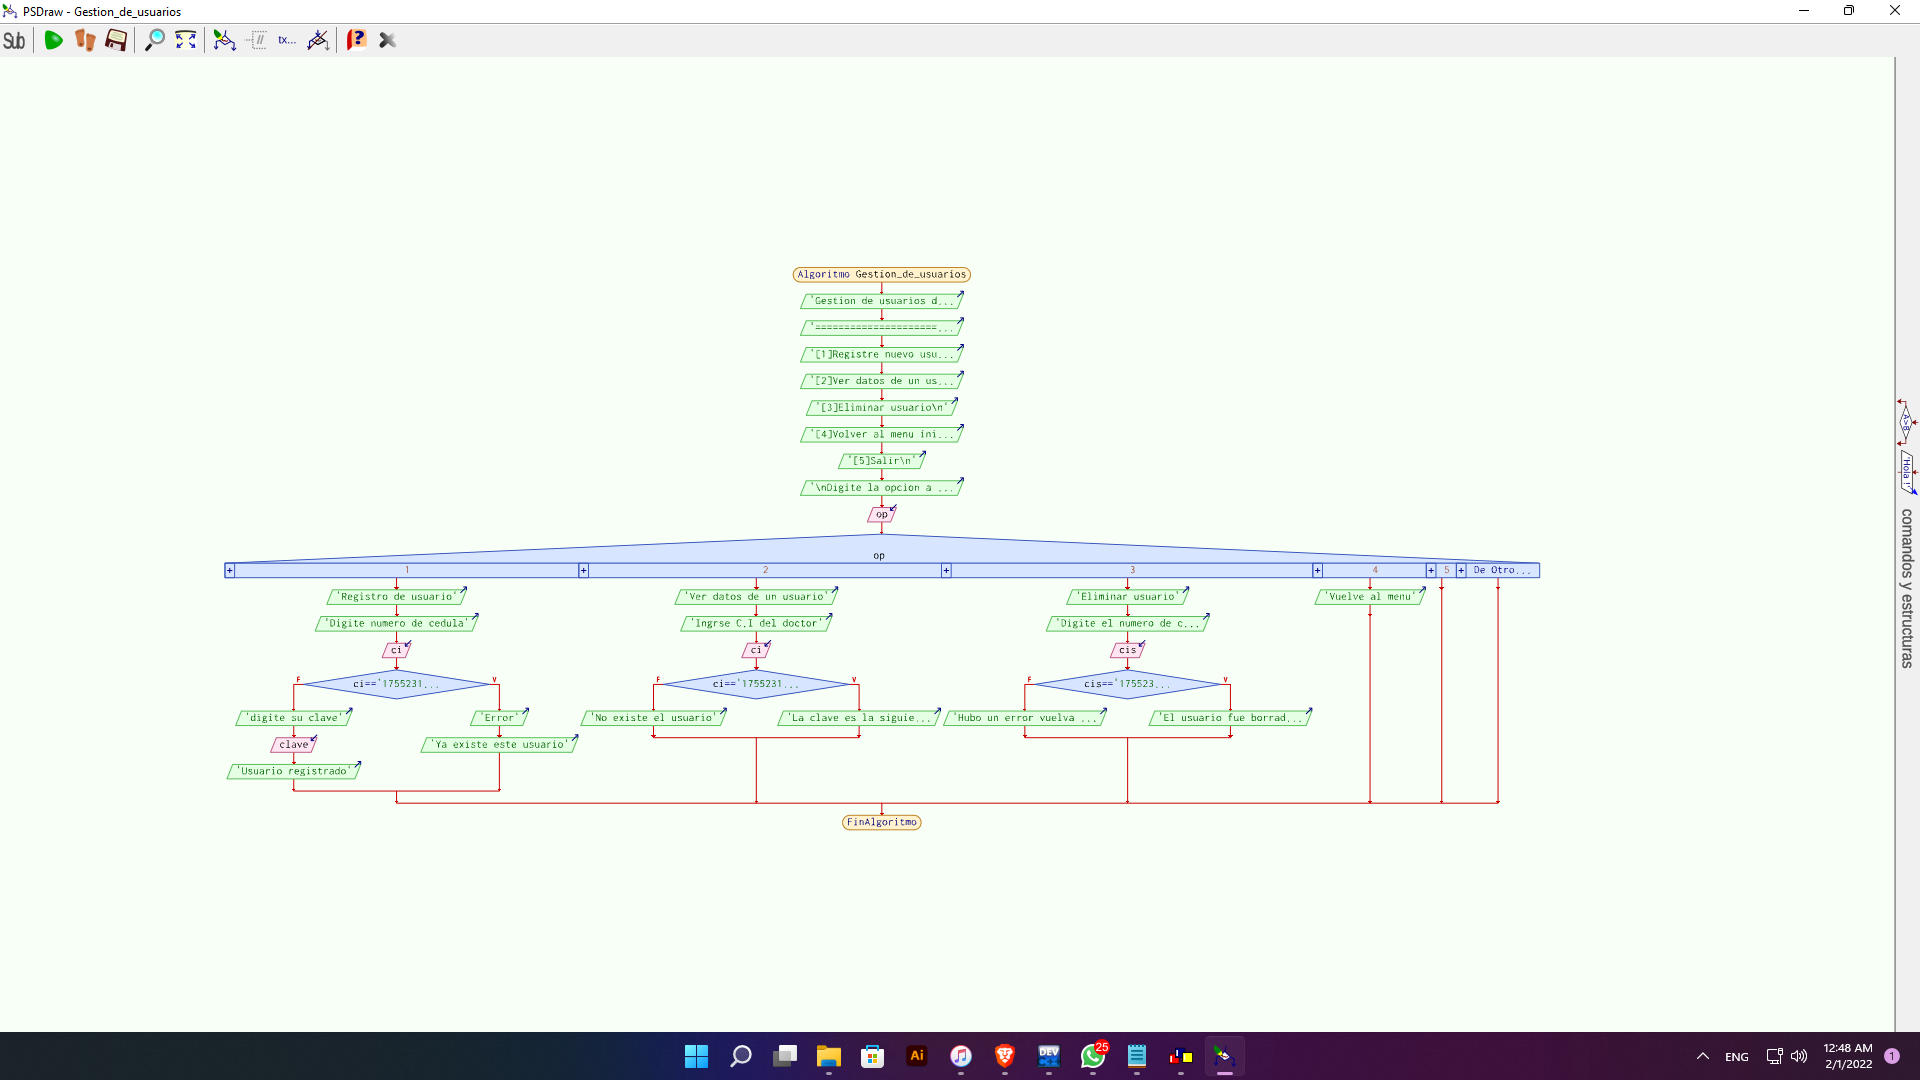 PSDraw - Gestion_de_usuarios
Sub
tx...
Algoritmo Gestion_de_usuarios
'Gestion de usuarios d...
'=====================...
'[1]Registre nuevo usu...
'[2]Ver datos de un us...
'[3]Eliminar usuario\n'
'[4]Volver al menu ini...
'[5]Salir\n'
'\nDigite la opcion a ...
op
op
+ 1 + 2 + 3 + 4 + 5 + De Otro...
'Registro de usuario' 'Ver datos de un usuario' 'Eliminar usuario' 'Vuelve al menu'
'Digite numero de cedula' 'Ingrse C.I del doctor' 'Digite el numero de c...
ci ci cis
F ci=='1755231... V F ci=='1755231... V F cis=='175523... V
'digite su clave' 'Error' 'No existe el usuario' 'La clave es la siguie... 'Hubo un error vuelva ... 'El usuario fue borrad...
clave 'Ya existe este usuario'
'Usuario registrado'
FinAlgoritmo
A>B
'Hola !'
comandos y estructuras
Ai
DEV
25
ENG
12:48 AM
2/1/2022
1